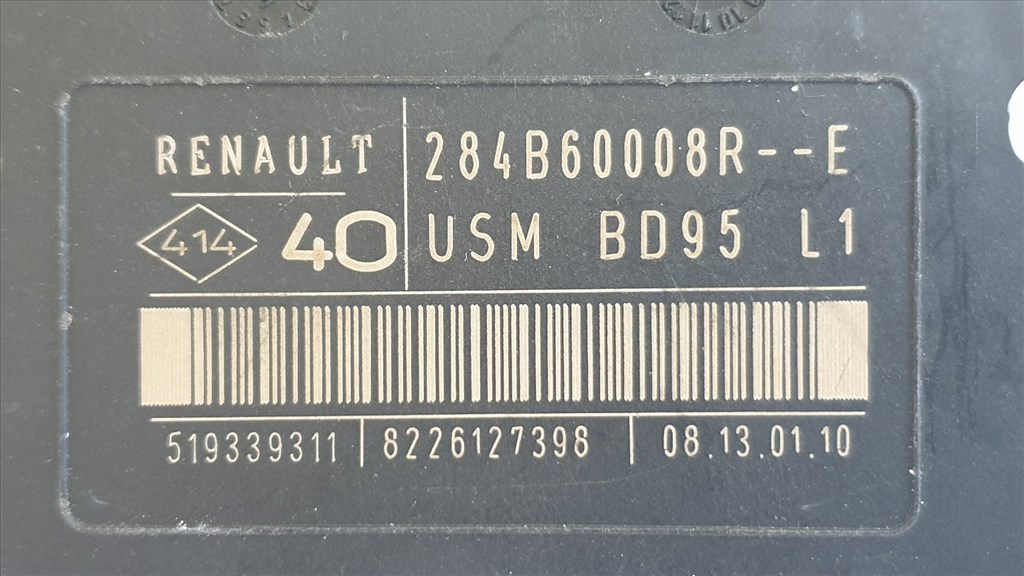 RENAULT 284B60008R--E
414 40 USM BD95 L1
519339311 8226127398 08.13.01.10